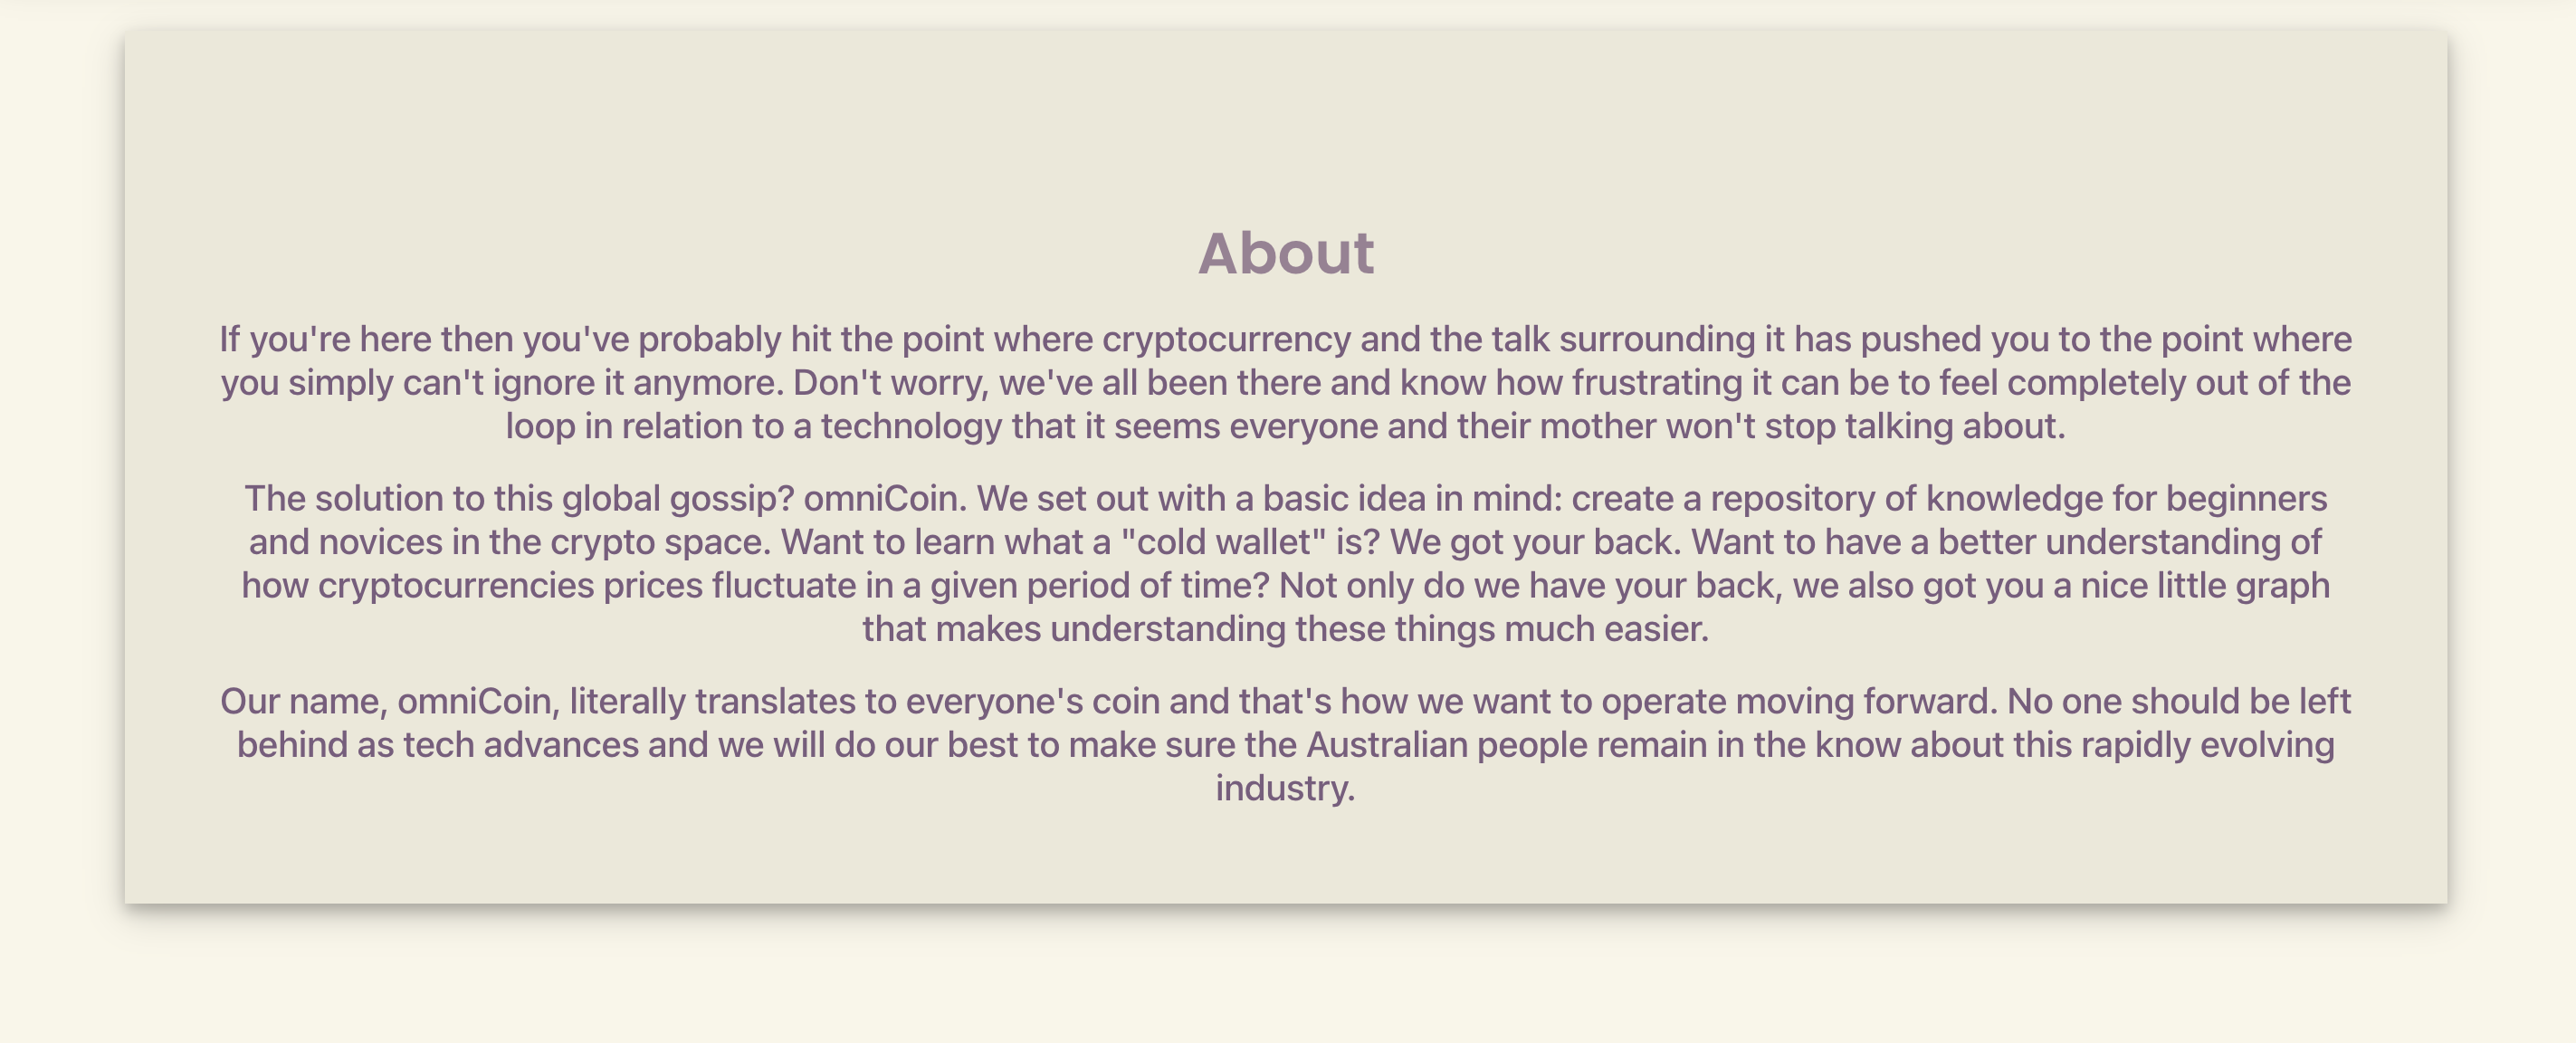 About
If you're here then you've probably hit the point where cryptocurrency and the talk surrounding it has pushed you to the point where
you simply can't ignore it anymore. Don't worry, we've all been there and know how frustrating it can be to feel completely out of the
loop in relation to a technology that it seems everyone and their mother won't stop talking about.
The solution to this global gossip? omniCoin. We set out with a basic idea in mind: create a repository of knowledge for beginners
and novices in the crypto space. Want to learn what a "cold wallet" is? We got your back. Want to have a better understanding of
how cryptocurrencies prices fluctuate in a given period of time? Not only do we have your back, we also got you a nice little graph
that makes understanding these things much easier.
Our name, omniCoin, literally translates to everyone's coin and that's how we want to operate moving forward. No one should be left
behind as tech advances and we will do our best to make sure the Australian people remain in the know about this rapidly evolving
industry.